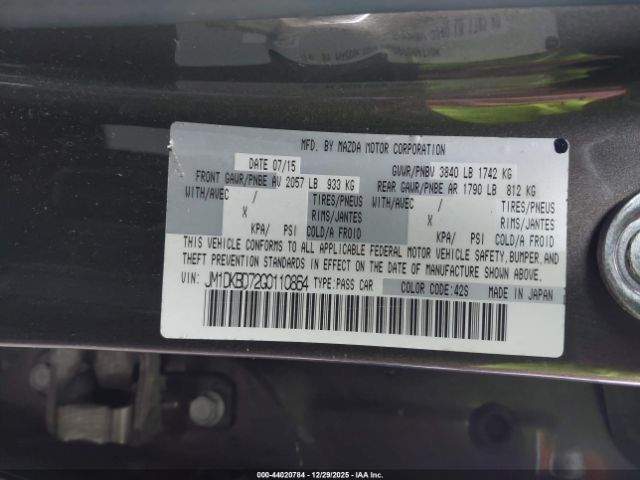 MFD. BY MAZDA MOTOR CORPORATION
DATE 07/15 GVWR/PNBV 3840 LB 1742 KG
FRONT GAWR/PNBE AV 2057 LB 933 KG REAR GAWR/PNBE AR 1790 LB 812 KG
WITH/AVEC / TIRES/PNEUS WITH/AVEC / TIRES/PNEUS
X RIMS/JANTES X RIMS/JANTES
KPA/ PSI COLD/A FROID KPA/ PSI COLD/A FROID
THIS VEHICLE CONFORMS TO ALL APPLICABLE FEDERAL MOTOR VEHICLE SAFETY,BUMPER,AND
THEFT PREVENTION STANDARDS IN EFFECT ON THE DATE OF MANUFACTURE SHOWN ABOVE.
VIN: JM1DKBD72G0110864 TYPE:PASS CAR COLOR CODE:42S MADE IN JAPAN
000-44020784 - 12/29/2025 - IAAI.com